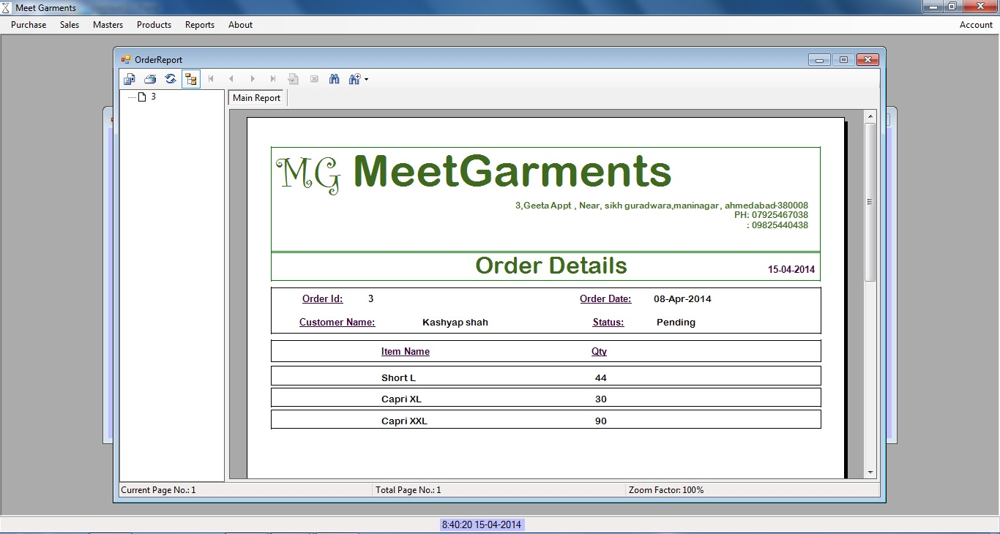 Meet Garments
Purchase Sales Masters Products Reports About Account
OrderReport
3
Main Report
MG MeetGarments
3,Geeta Appt , Near, sikh guradwara,maninagar, ahmedabad-380008
PH: 07925467038
: 09825440438
Order Details 15-04-2014
Order Id: 3 Order Date: 08-Apr-2014
Customer Name: Kashyap shah Status: Pending
Item Name Qty
Short L 44
Capri XL 30
Capri XXL 90
Current Page No.: 1 Total Page No.: 1 Zoom Factor: 100%
8:40:20 15-04-2014